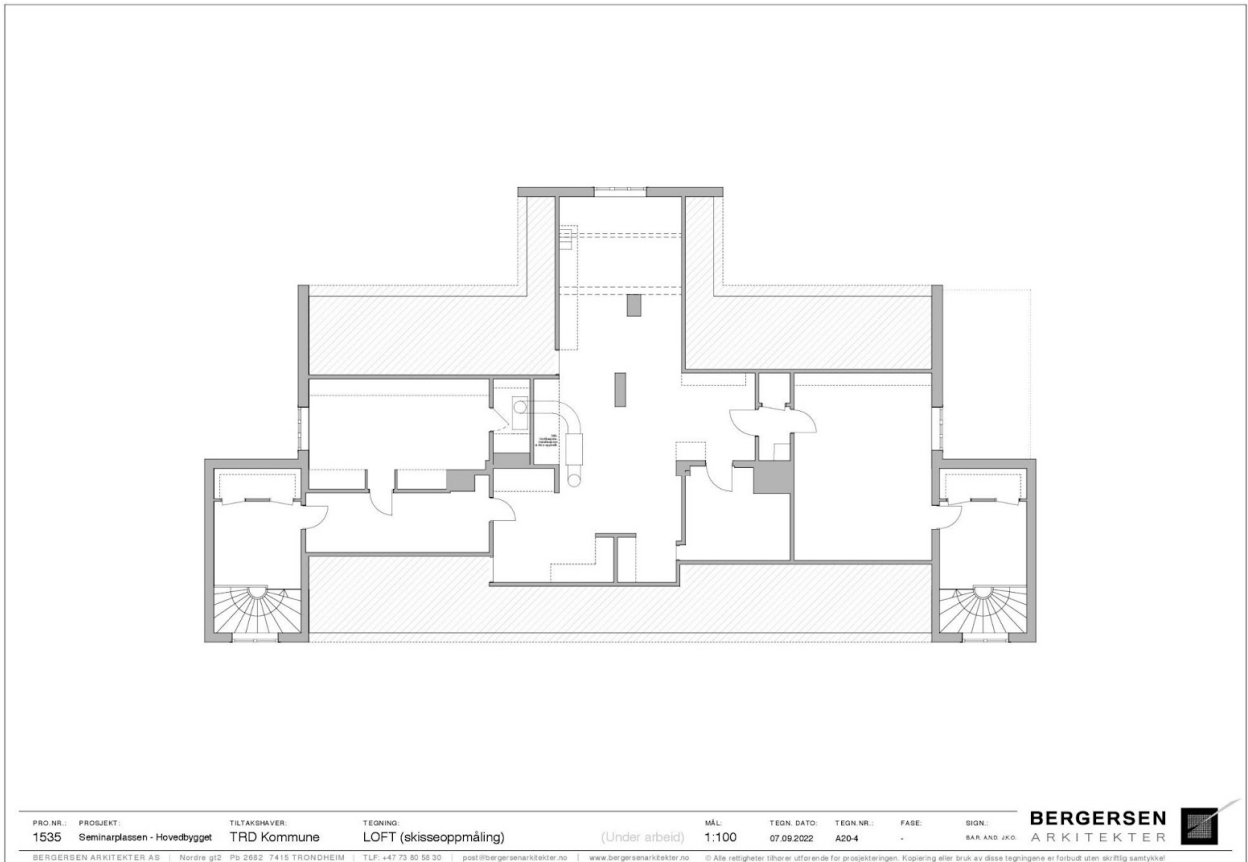 PRO.NR.: PROSJEKT: TILTAKSHAVER: TEGNING: MÅL: TEGN. DATO: TEGN.NR.: FASE: SIGN.:
1535 Seminarplassen - Hovedbygget TRD Kommune LOFT (skisseoppmåling) (Under arbeid) 1:100 07.09.2022 A20-4 - BAR. AND. JKO.
BERGERSEN
ARKITEKTER
BERGERSEN ARKITEKTER AS | Nordre gt2 Pb 2682 7415 TRONDHEIM | TLF: +47 73 80 58 30 | post@bergersenarkitekter.no | www.bergersenarkitekter.no © Alle rettigheter tilhører utførende for prosjekteringen. Kopiering eller bruk av disse tegningene er forbudt uten skriftlig samtykke!